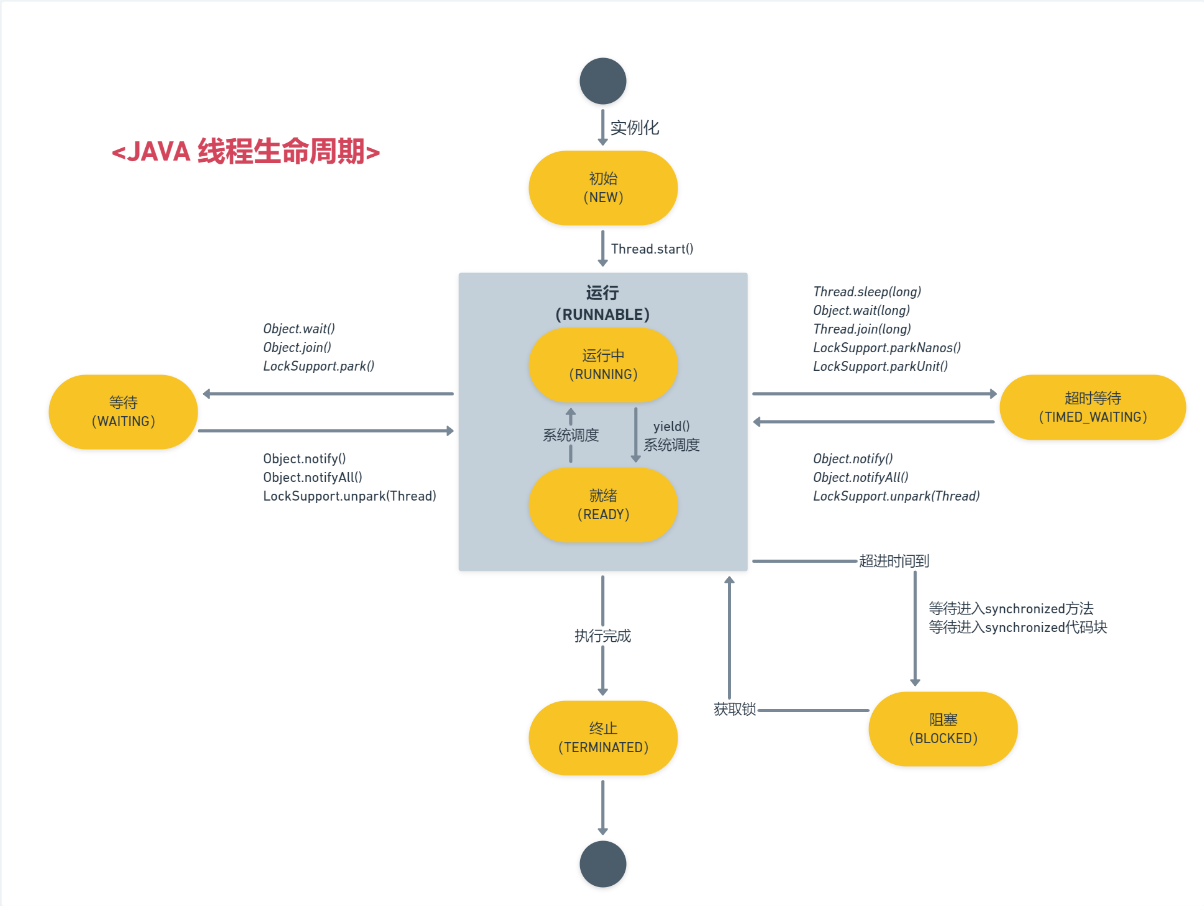 实例化
<JAVA 线程生命周期>
初始
(NEW)
Thread.start()
运行
(RUNNABLE)
Object.wait()
Object.join()
LockSupport.park()
运行中
(RUNNING)
Thread.sleep(long)
Object.wait(long)
Thread.join(long)
LockSupport.parkNanos()
LockSupport.parkUnit()
等待
(WAITING)
超时等待
(TIMED_WAITING)
系统调度
yield()
系统调度
Object.notify()
Object.notifyAll()
LockSupport.unpark(Thread)
就绪
(READY)
Object.notify()
Object.notifyAll()
LockSupport.unpark(Thread)
超进时间到
等待进入synchronized方法
等待进入synchronized代码块
执行完成
获取锁
终止
(TERMINATED)
阻塞
(BLOCKED)